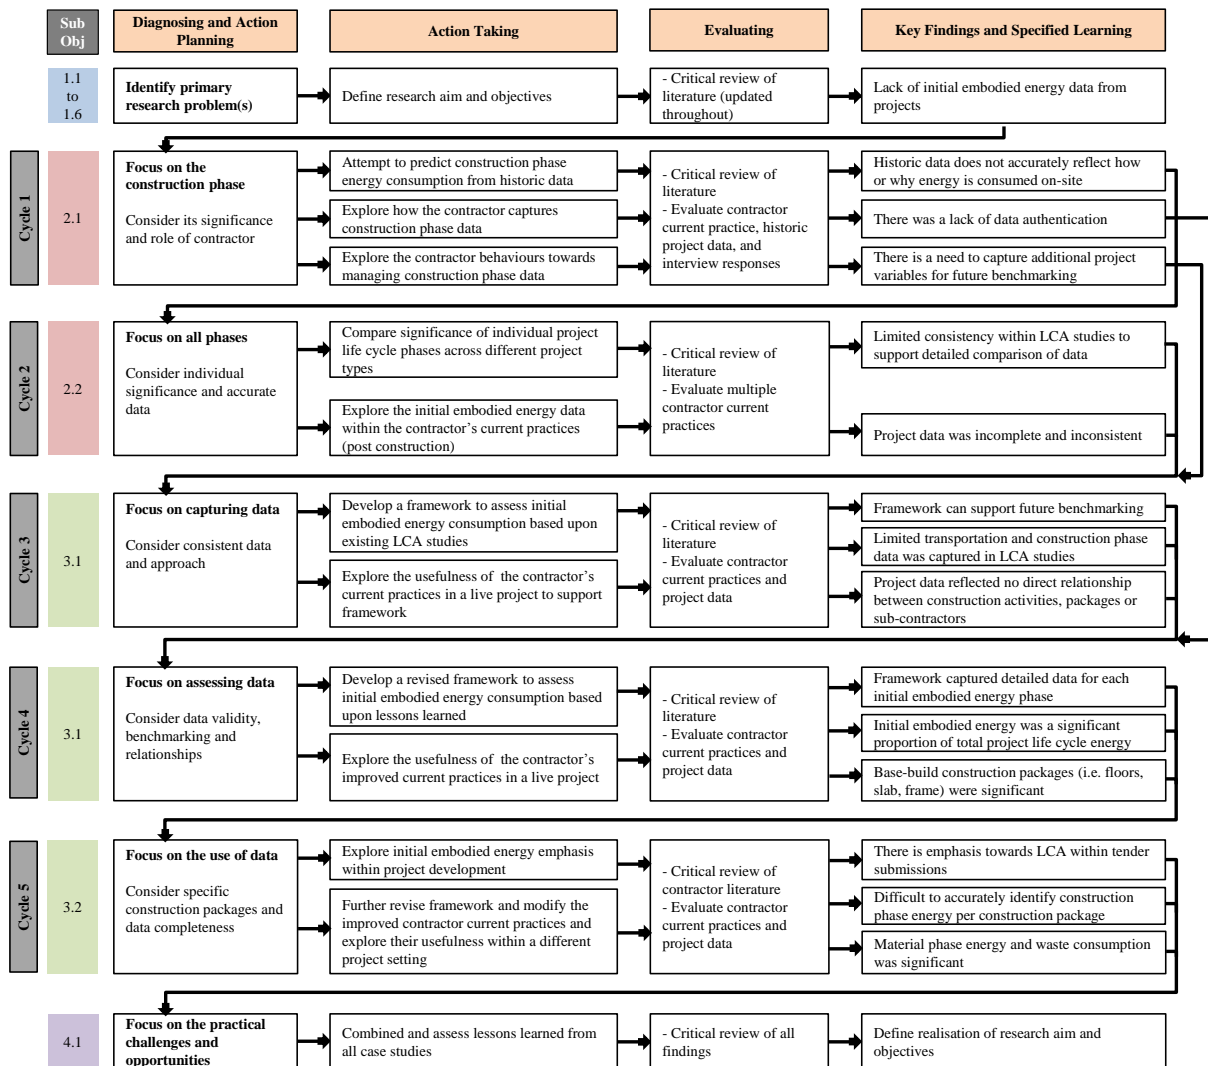 Sub
Obj
Diagnosing and Action
Planning
Action Taking
Evaluating
Key Findings and Specified Learning
1.1
to
1.6
Identify primary
research problem(s)
Define research aim and objectives
- Critical review of
literature (updated
throughout)
Lack of initial embodied energy data from
projects
Cycle 1
2.1
Focus on the
construction phase
Consider its significance
and role of contractor
Attempt to predict construction phase
energy consumption from historic data
Explore how the contractor captures
construction phase data
Explore the contractor behaviours towards
managing construction phase data
- Critical review of
literature
- Evaluate contractor
current practice, historic
project data, and
interview responses
Historic data does not accurately reflect how
or why energy is consumed on-site
There was a lack of data authentication
There is a need to capture additional project
variables for future benchmarking
Cycle 2
2.2
Focus on all phases
Consider individual
significance and accurate
data
Compare significance of individual project
life cycle phases across different project
types
Explore the initial embodied energy data
within the contractor's current practices
(post construction)
- Critical review of
literature
- Evaluate multiple
contractor current
practices
Limited consistency within LCA studies to
support detailed comparison of data
Project data was incomplete and inconsistent
Cycle 3
3.1
Focus on capturing data
Consider consistent data
and approach
Develop a framework to assess initial
embodied energy consumption based upon
existing LCA studies
Explore the usefulness of the contractor's
current practices in a live project to support
framework
- Critical review of
literature
- Evaluate contractor
current practices and
project data
Framework can support future benchmarking
Limited transportation and construction phase
data was captured in LCA studies
Project data reflected no direct relationship
between construction activities, packages or
sub-contractors
Cycle 4
3.1
Focus on assessing data
Consider data validity,
benchmarking and
relationships
Develop a revised framework to assess
initial embodied energy consumption based
upon lessons learned
Explore the usefulness of the contractor's
improved current practices in a live project
- Critical review of
literature
- Evaluate contractor
current practices and
project data
Framework captured detailed data for each
initial embodied energy phase
Initial embodied energy was a significant
proportion of total project life cycle energy
Base-build construction packages (i.e. floors,
slab, frame) were significant
Cycle 5
3.2
Focus on the use of data
Consider specific
construction packages and
data completeness
Explore initial embodied energy emphasis
within project development
Further revise framework and modify the
improved contractor current practices and
explore their usefulness within a different
project setting
- Critical review of
contractor literature
- Evaluate contractor
current practices and
project data
There is emphasis towards LCA within tender
submissions
Difficult to accurately identify construction
phase energy per construction package
Material phase energy and waste consumption
was significant
4.1
Focus on the practical
challenges and
opportunities
Combined and assess lessons learned from
all case studies
- Critical review of all
findings
Define realisation of research aim and
objectives